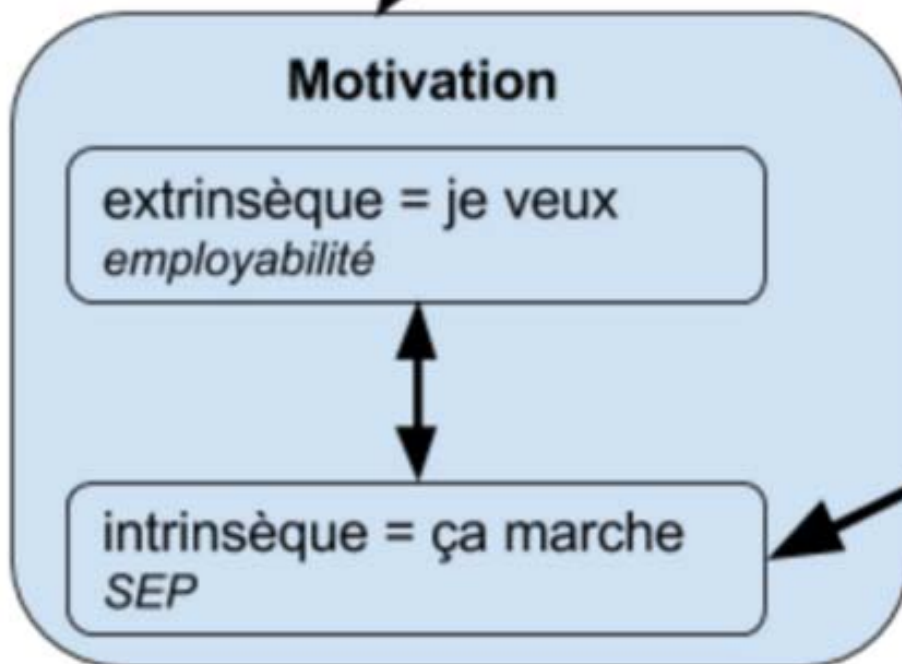 Motivation
extrinsèque = je veux
employabilité
intrinsèque = ça marche
SEP